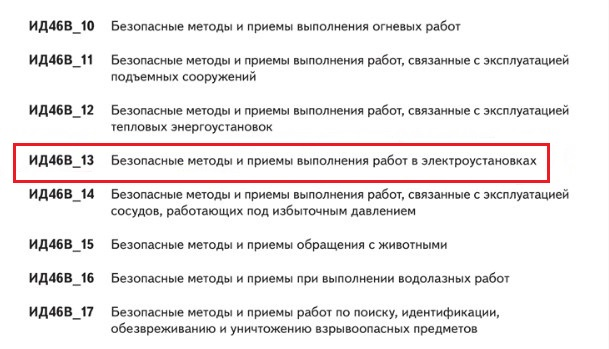 ИД46В_10 Безопасные методы и приемы выполнения огневых работ
ИД46В_11 Безопасные методы и приемы выполнения работ, связанные с эксплуатацией
подъемных сооружений
ИД46В_12 Безопасные методы и приемы выполнения работ, связанные с эксплуатацией
тепловых энергоустановок
ИД46В_13 Безопасные методы и приемы выполнения работ в электроустановках
ИД46В_14 Безопасные методы и приемы выполнения работ, связанные с эксплуатацией
сосудов, работающих под избыточным давлением
ИД46В_15 Безопасные методы и приемы обращения с животными
ИД46В_16 Безопасные методы и приемы при выполнении водолазных работ
ИД46В_17 Безопасные методы и приемы работ по поиску, идентификации,
обезвреживанию и уничтожению взрывоопасных предметов